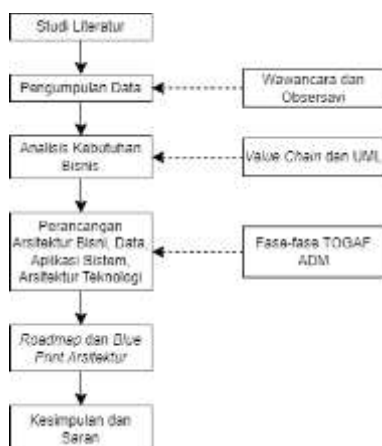 Studi Literatur
Pengumpulan Data
Wawancara dan
Obsersavi
Analisis Kebutuhan
Bisnis
Value Chain dan UML
Perancangan
Arsitektur Bisni, Data,
Aplikasi Sistem,
Arsitektur Teknologi
Fase-fase TOGAF
ADM
Roadmap dan Blue
Print Arsitektur
Kesimpulan dan
Saran